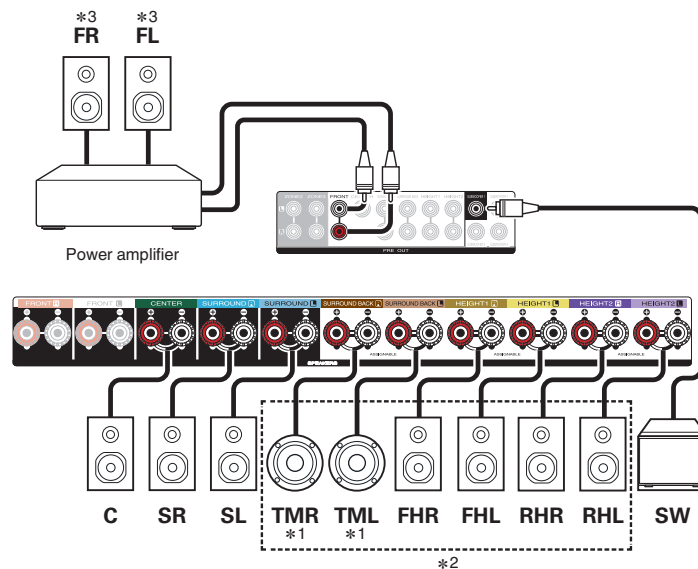 *3 *3
FR FL
Power amplifier
FRONT
L
R
PRE OUT
FRONT R FRONT L CENTER SURROUND R SURROUND L SURROUND BACK R SURROUND BACK L HEIGHT1 R HEIGHT1 L HEIGHT2 R HEIGHT2 L
ASSIGNABLE ASSIGNABLE ASSIGNABLE
SPEAKERS
C SR SL TMR TML FHR FHL RHR RHL SW
*1 *1
*2